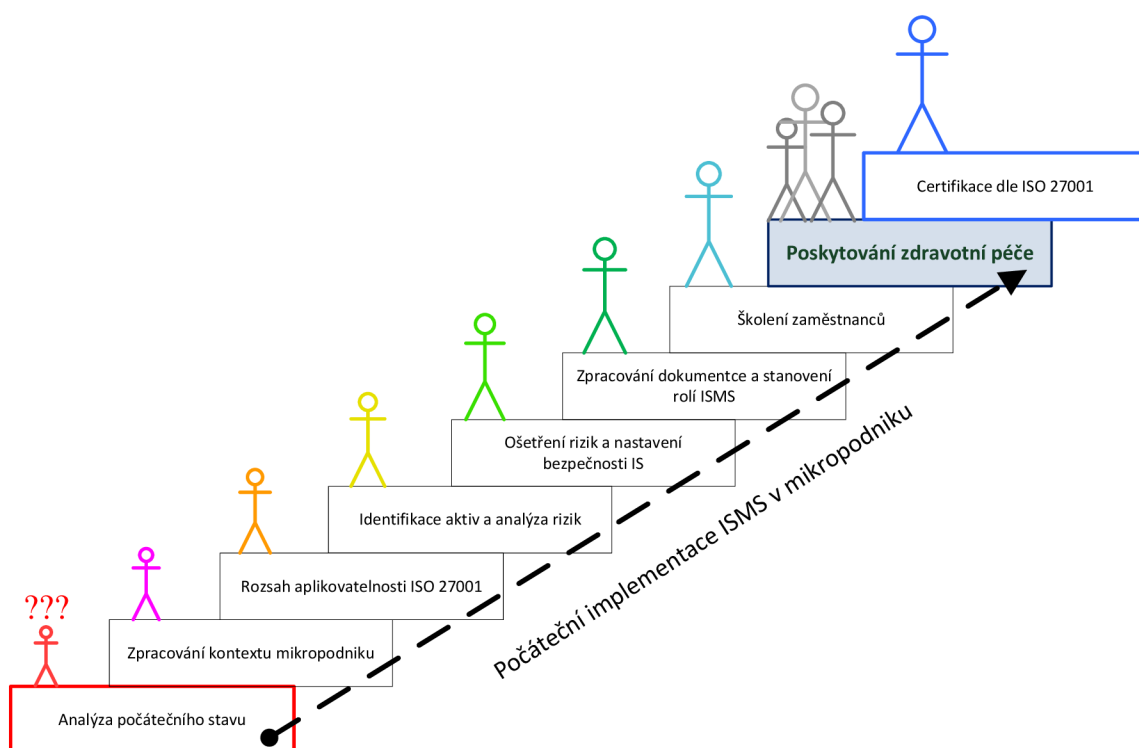 Certifikace dle ISO 27001
Poskytování zdravotní péče
Školení zaměstnanců
Zpracování dokumentce a stanovení
rolí ISMS
Ošetření rizik a nastavení
bezpečnosti IS
Identifikace aktiv a analýza rizik
Rozsah aplikovatelnosti ISO 27001
???
Zpracování kontextu mikropodniku
Analýza počátečního stavu
Počáteční implementace ISMS v mikropodniku